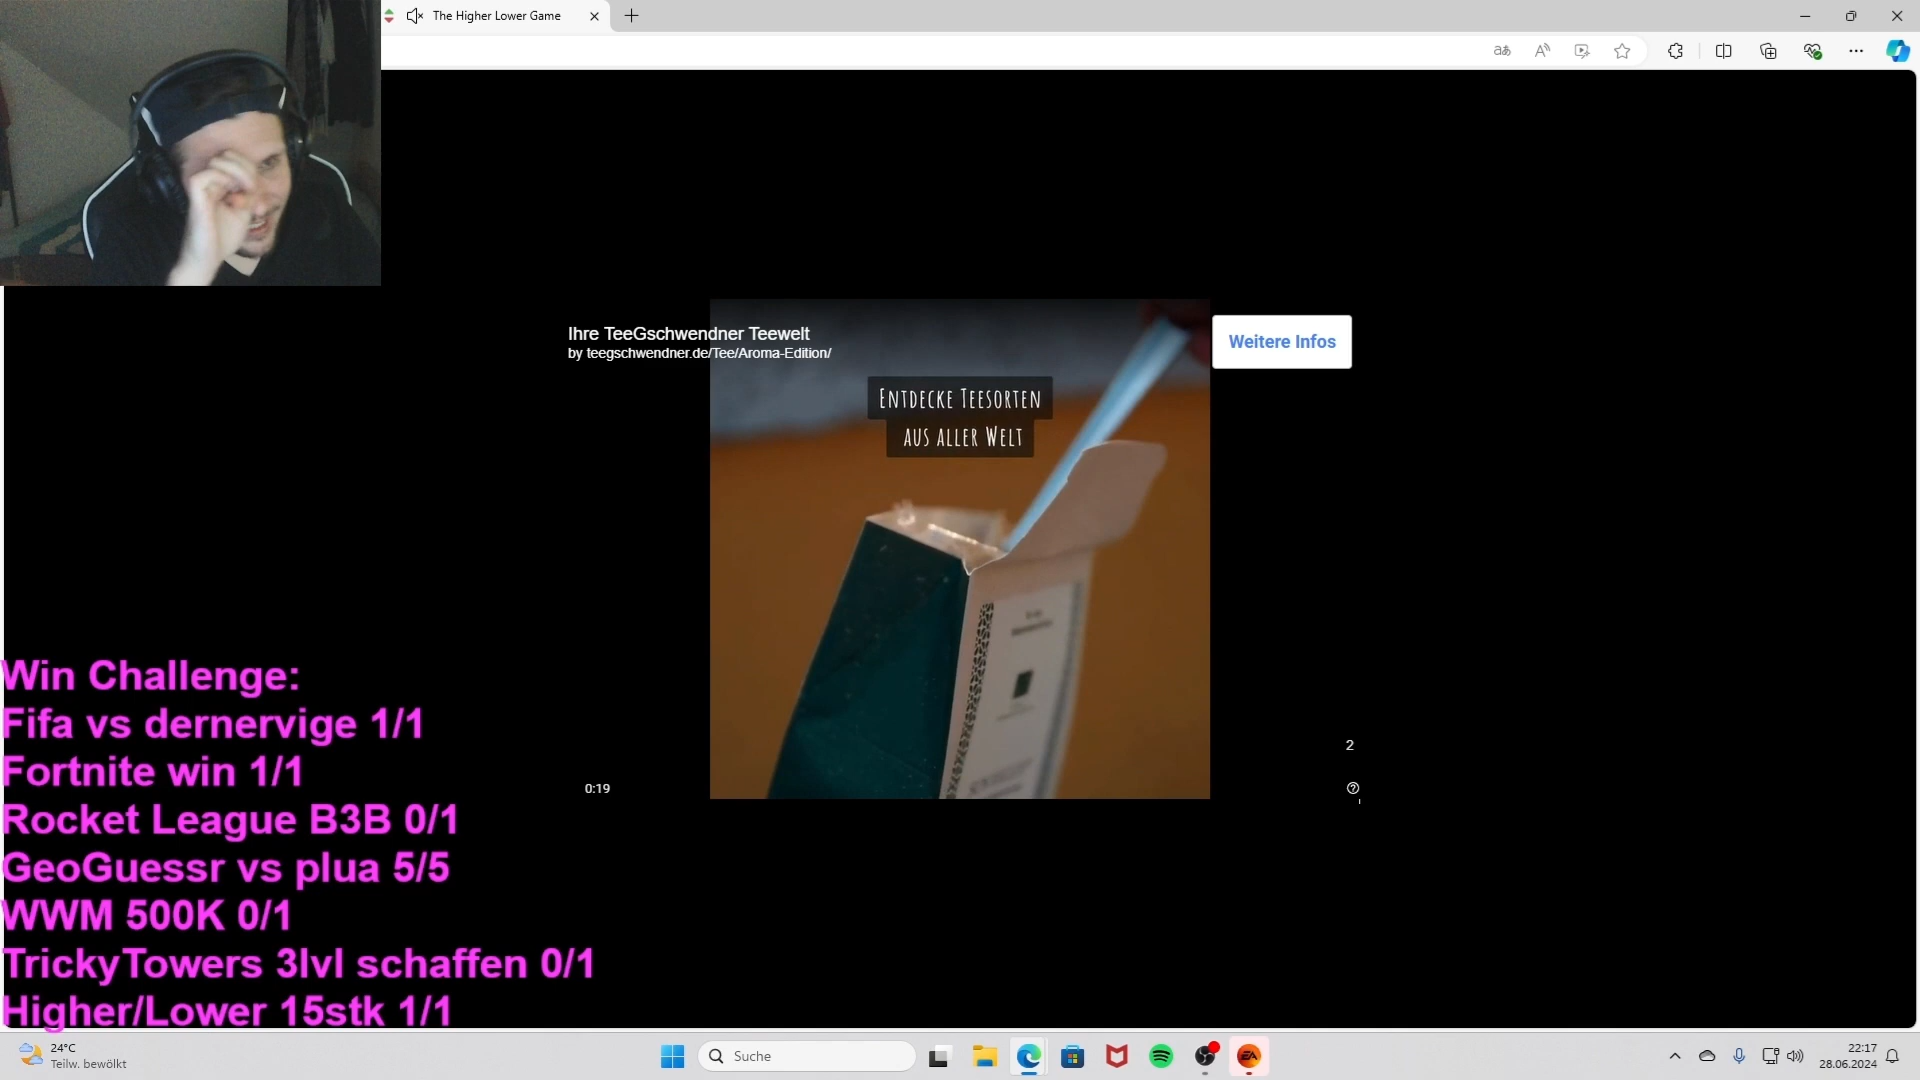 The Higher Lower Game
Ihre TeeGschwendner Teewelt
by teegschwendner.de/Tee/Aroma-Edition/
Weitere Infos
ENTDECKE TEESORTEN
AUS ALLER WELT
2
0:19
Win Challenge:
Fifa vs dernervige 1/1
Fortnite win 1/1
Rocket League B3B 0/1
GeoGuessr vs plua 5/5
WWM 500K 0/1
TrickyTowers 3lvl schaffen 0/1
Higher/Lower 15stk 1/1
24°C
Teilw. bewölkt
Suche
EA
22:17
28.06.2024